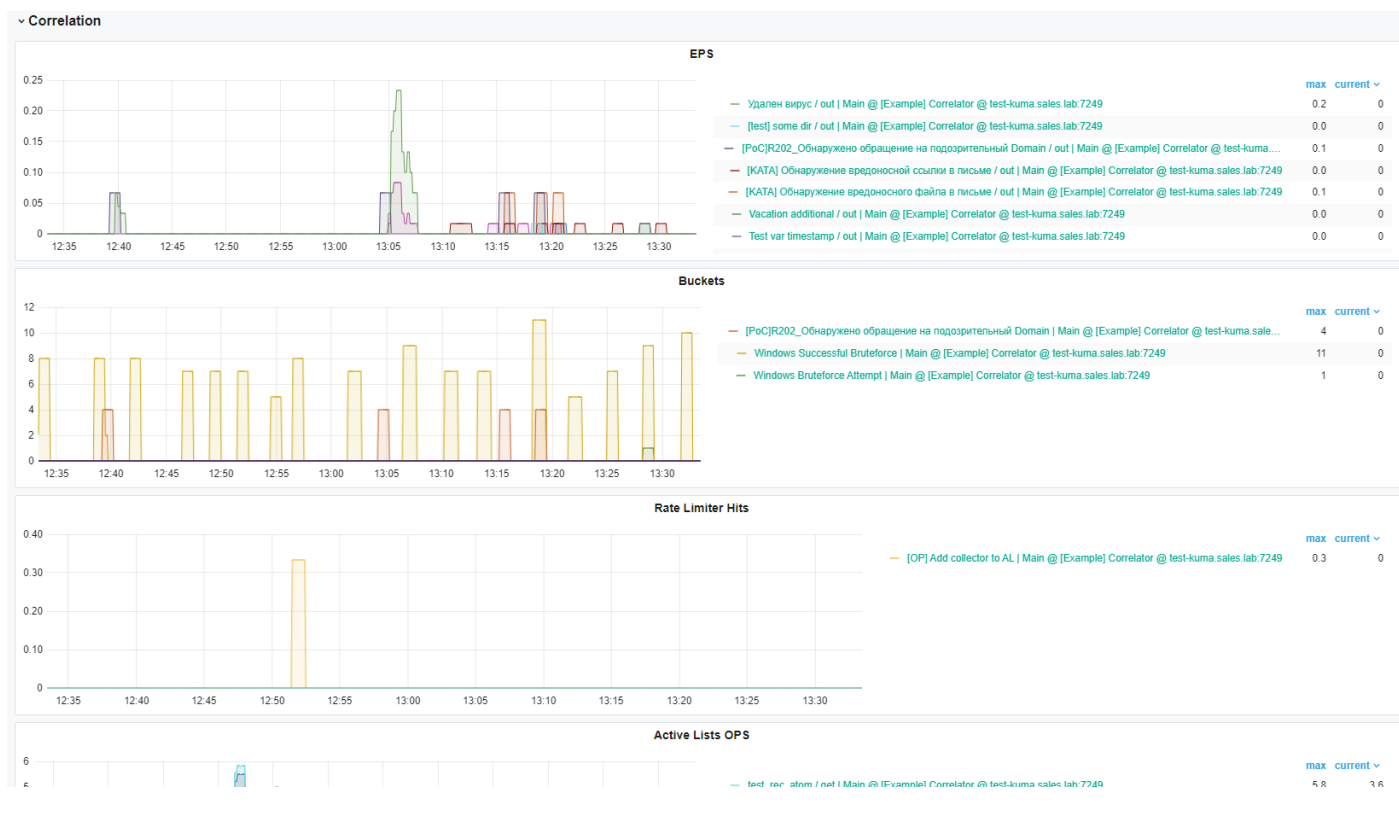 Correlation
EPS
0.25
0.20
0.15
0.10
0.05
0
12:35 12:40 12:45 12:50 12:55 13:00 13:05 13:10 13:15 13:20 13:25 13:30
max current
Удален вирус / out | Main @ [Example] Correlator @ test-kuma.sales.lab:7249 0.2 0
[test] some dir / out | Main @ [Example] Correlator @ test-kuma.sales.lab:7249 0.0 0
[PoC]R202_Обнаружено обращение на подозрительный Domain / out | Main @ [Example] Correlator @ test-kuma.... 0.1 0
[KATA] Обнаружение вредоносной ссылки в письме / out | Main @ [Example] Correlator @ test-kuma.sales.lab:7249 0.0 0
[KATA] Обнаружение вредоносного файла в письме / out | Main @ [Example] Correlator @ test-kuma.sales.lab:7249 0.1 0
Vacation additional / out | Main @ [Example] Correlator @ test-kuma.sales.lab:7249 0.0 0
Test var timestamp / out | Main @ [Example] Correlator @ test-kuma.sales.lab:7249 0.0 0
Buckets
12
10
8
6
4
2
0
12:35 12:40 12:45 12:50 12:55 13:00 13:05 13:10 13:15 13:20 13:25 13:30
max current
[PoC]R202_Обнаружено обращение на подозрительный Domain | Main @ [Example] Correlator @ test-kuma.sale... 4 0
Windows Successful Bruteforce | Main @ [Example] Correlator @ test-kuma.sales.lab:7249 11 0
Windows Bruteforce Attempt | Main @ [Example] Correlator @ test-kuma.sales.lab:7249 1 0
Rate Limiter Hits
0.40
0.30
0.20
0.10
0
12:35 12:40 12:45 12:50 12:55 13:00 13:05 13:10 13:15 13:20 13:25 13:30
max current
[OP] Add collector to AL | Main @ [Example] Correlator @ test-kuma.sales.lab:7249 0.3 0
Active Lists OPS
6
5
max current
test_rec_atom / get | Main @ [Example] Correlator @ test-kuma.sales.lab:7249 5.8 3.6